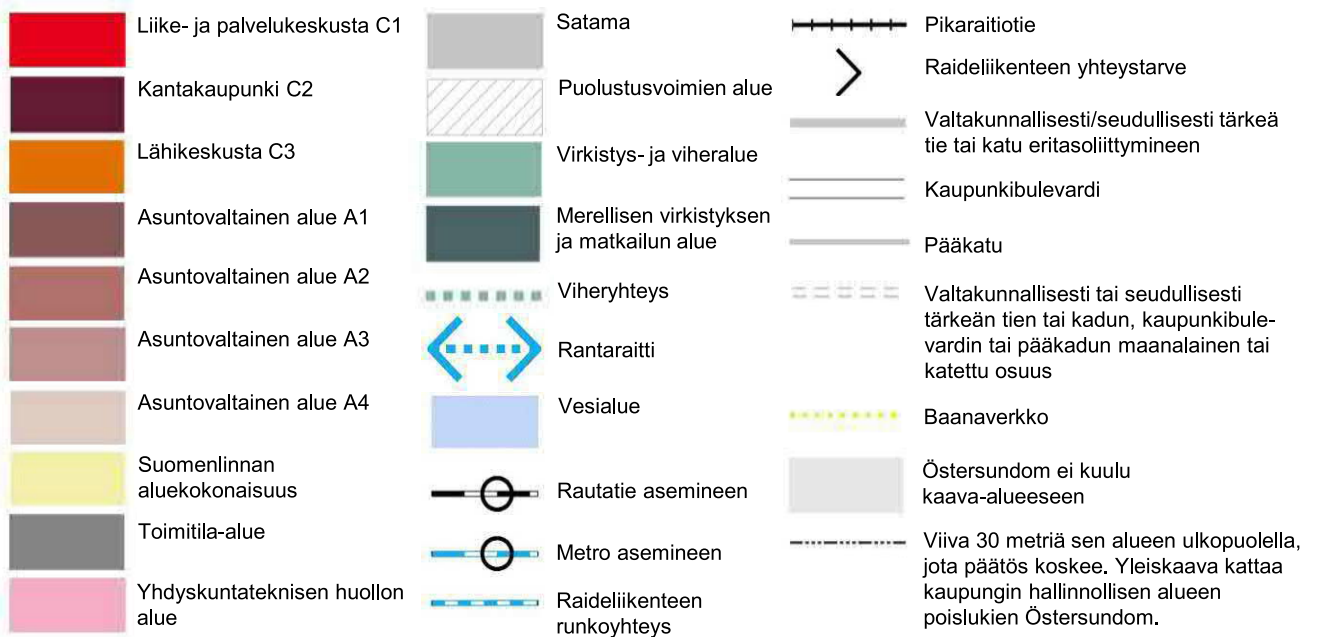 Liike- ja palvelukeskusta C1
Kantakaupunki C2
Lähikeskusta C3
Asuntovaltainen alue A1
Asuntovaltainen alue A2
Asuntovaltainen alue A3
Asuntovaltainen alue A4
Suomenlinnan
aluekokonaisuus
Toimitila-alue
Yhdyskuntateknisen huollon
alue
Satama
Puolustusvoimien alue
Virkistys- ja viheralue
Merellisen virkistyksen
ja matkailun alue
Viheryhteys
Rantaraitti
Vesialue
Rautatie asemineen
Metro asemineen
Raideliikenteen
runkoyhteys
Pikaraitiotie
Raideliikenteen yhteystarve
Valtakunnallisesti/seudullisesti tärkeä
tie tai katu eritasoliittymineen
Kaupunkibulevardi
Pääkatu
Valtakunnallisesti tai seudullisesti
tärkeän tien tai kadun, kaupunkibule-
vardin tai pääkadun maanalainen tai
katettu osuus
Baanaverkko
Östersundom ei kuulu
kaava-alueeseen
Viiva 30 metriä sen alueen ulkopuolella,
jota päätös koskee. Yleiskaava kattaa
kaupungin hallinnollisen alueen
poislukien Östersundom.